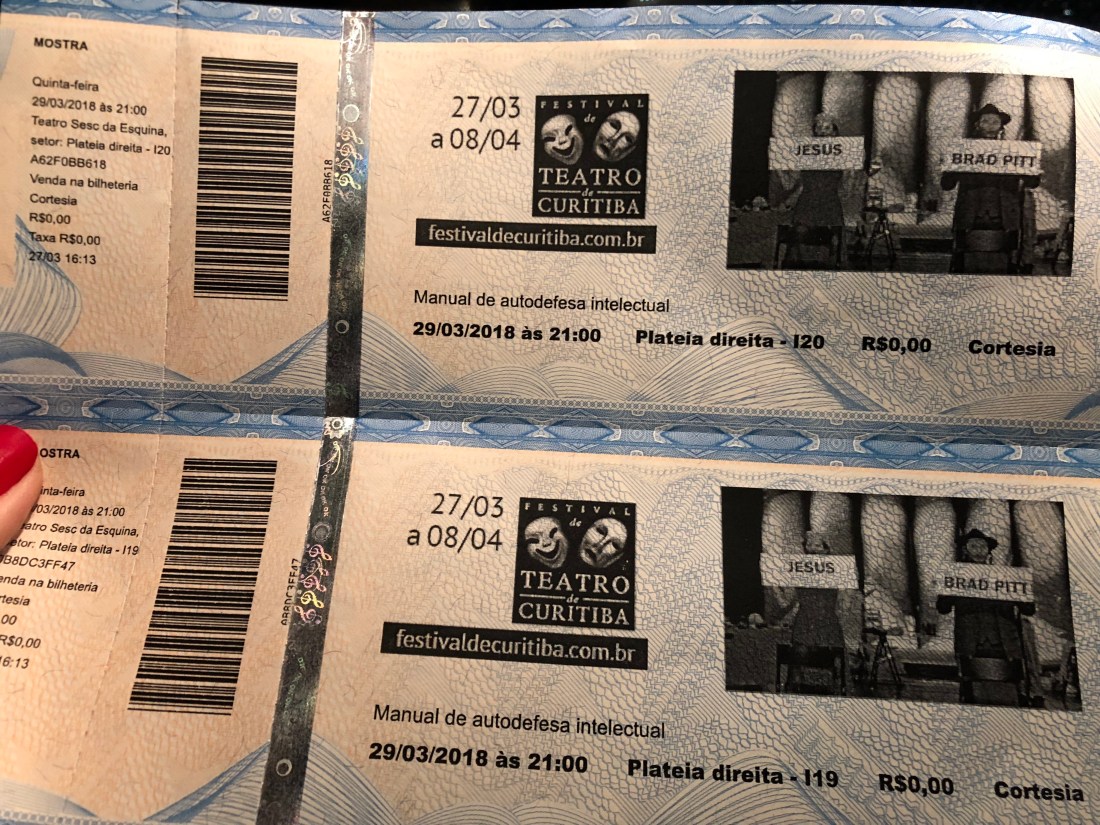 MOSTRA
Quinta-feira
29/03/2018 às 21:00
Teatro Sesc da Esquina,
setor: Plateia direita - I20
A62F0BB618
Venda na bilheteria
Cortesia
R$0,00
Taxa R$0,00
27/03 16:13
A62F0BB618
27/03
a 08/04
FESTIVAL
de
TEATRO
de
CURITIBA
festivaldecuritiba.com.br
JESUS
BRAD PITT
Manual de autodefesa intelectual
29/03/2018 às 21:00 Plateia direita - I20 R$0,00 Cortesia
OSTRA
inta-feira
/03/2018 às 21:00
atro Sesc da Esquina,
etor: Plateia direita - I19
0B8DC3FF47
enda na bilheteria
rtesia
,00
R$0,00
16:13
27/03
a 08/04
FESTIVAL
de
TEATRO
de
CURITIBA
festivaldecuritiba.com.br
JESUS
BRAD PITT
Manual de autodefesa intelectual
29/03/2018 às 21:00 Plateia direita - I19 R$0,00 Cortesia